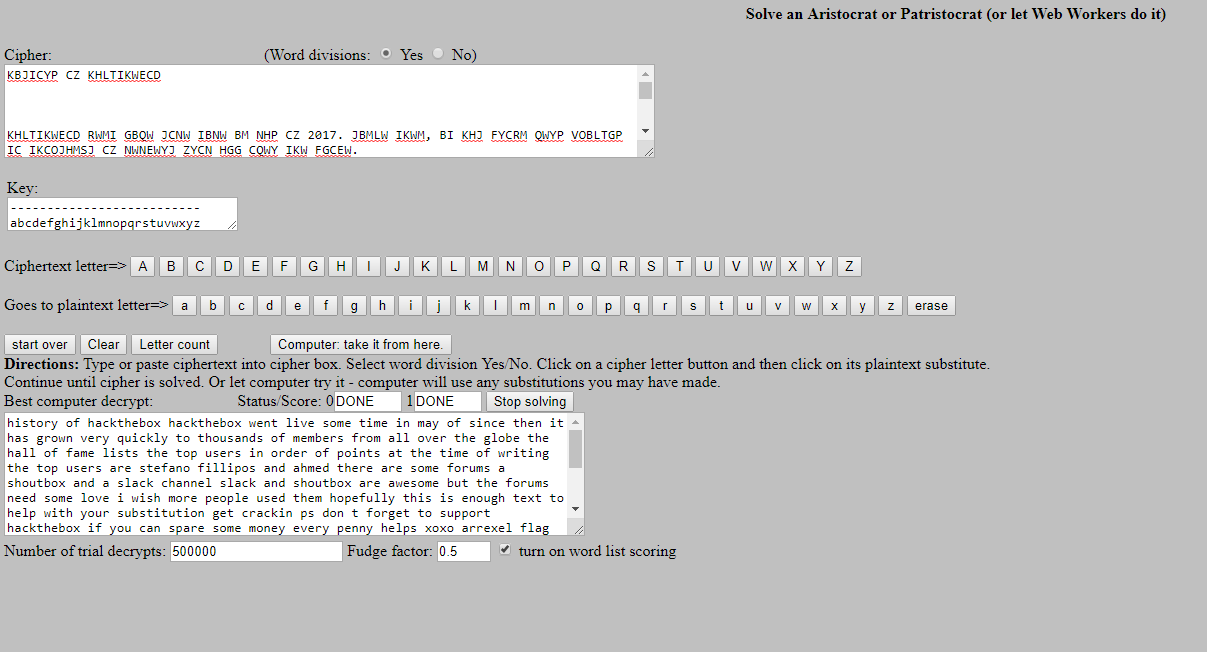 Solve an Aristocrat or Patristocrat (or let Web Workers do it)
Cipher: (Word divisions: Yes No)
KBJICYP CZ KHLTIKWECD
KHLTIKWECD RWMI GBQW JCNW IBNW BM NHP CZ 2017. JBMLW IKWM, BI KHJ FYCRM QWYP VOBLTGP
IC IKCOJHMSJ CZ NWNEWYJ ZYCN HGG CQWY IKW FGCEW.
Key:
--------------------------
abcdefghijklmnopqrstuvwxyz
Ciphertext letter=> A B C D E F G H I J K L M N O P Q R S T U V W X Y Z
Goes to plaintext letter=> a b c d e f g h i j k l m n o p q r s t u v w x y z erase
start over Clear Letter count Computer: take it from here.
Directions: Type or paste ciphertext into cipher box. Select word division Yes/No. Click on a cipher letter button and then click on its plaintext substitute.
Continue until cipher is solved. Or let computer try it - computer will use any substitutions you may have made.
Best computer decrypt: Status/Score: 0 DONE 1 DONE Stop solving
history of hackthebox hackthebox went live some time in may of since then it
has grown very quickly to thousands of members from all over the globe the
hall of fame lists the top users in order of points at the time of writing
the top users are stefano fillipos and ahmed there are some forums a
shoutbox and a slack channel slack and shoutbox are awesome but the forums
need some love i wish more people used them hopefully this is enough text to
help with your substitution get crackin ps don t forget to support
hackthebox if you can spare some money every penny helps xoxo arrexel flag
Number of trial decrypts: 500000 Fudge factor: 0.5 turn on word list scoring